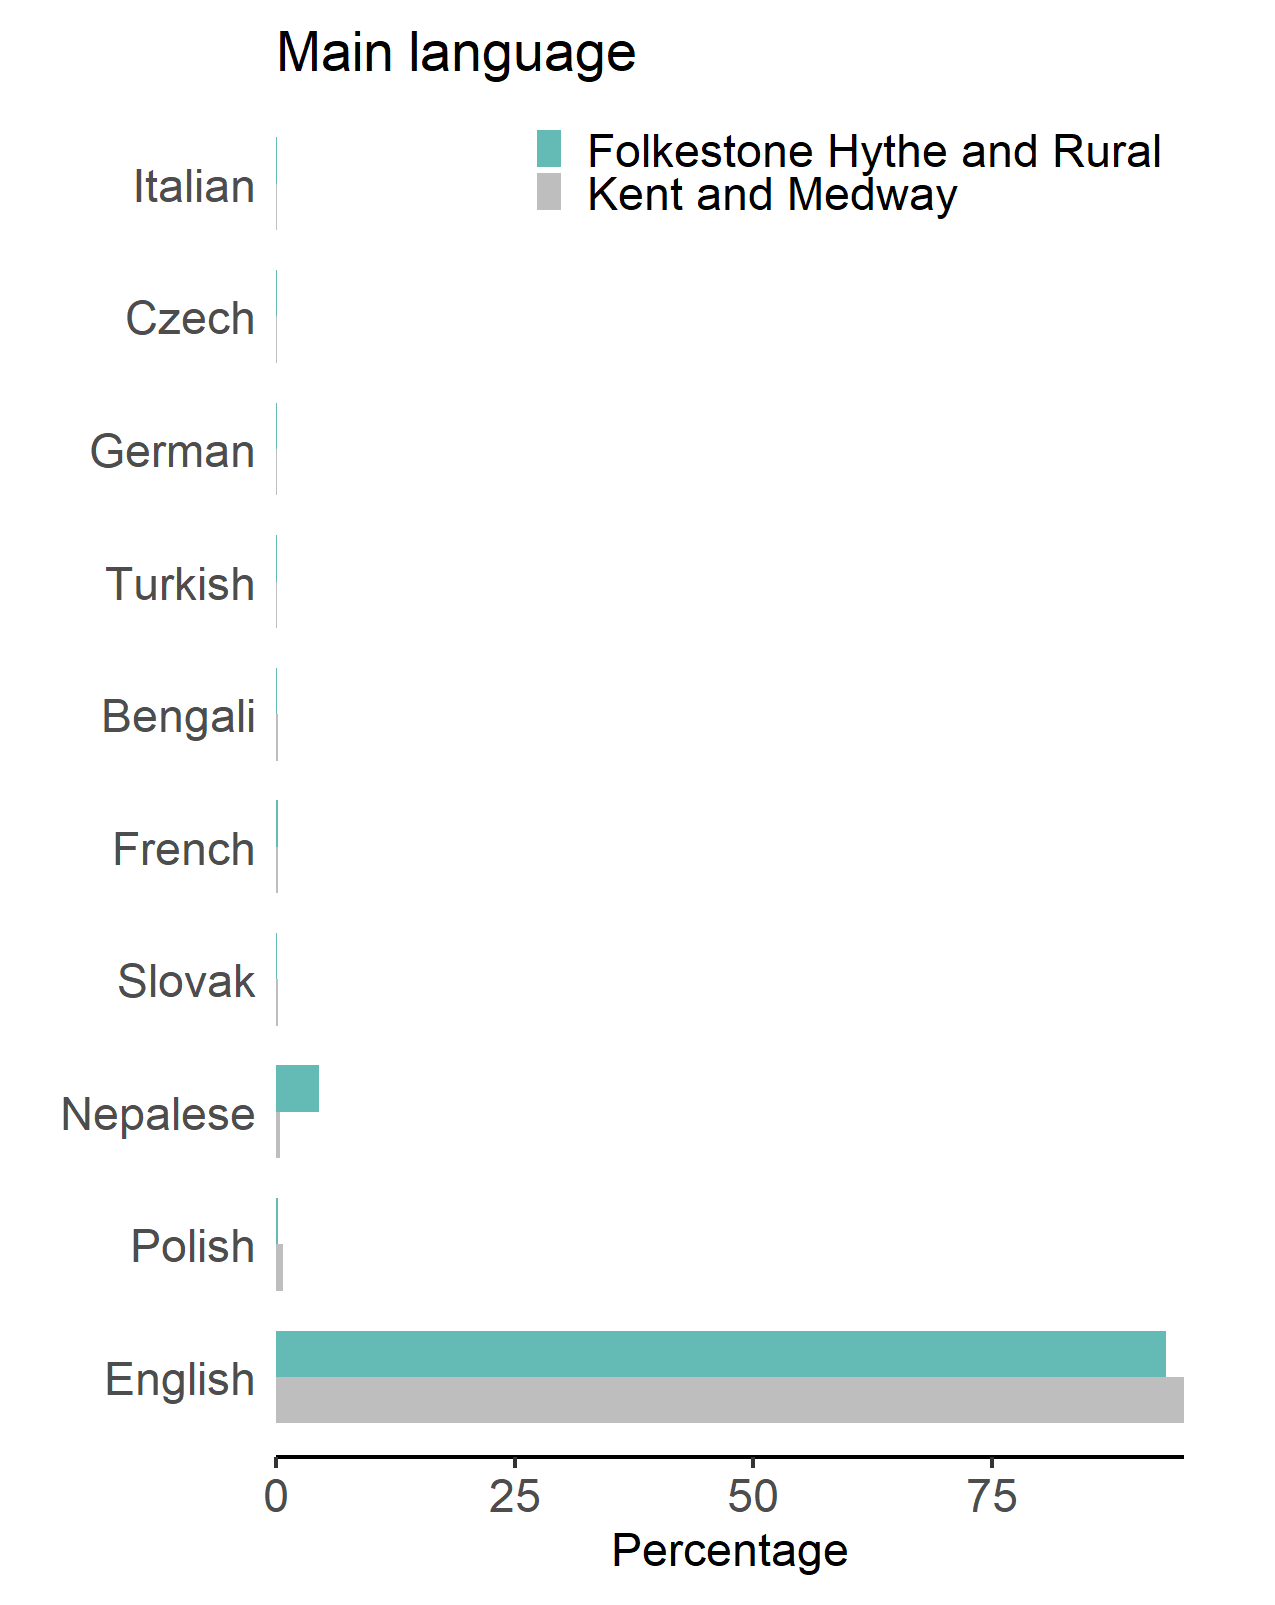 Main language
Folkestone Hythe and Rural
Kent and Medway
Italian
Czech
German
Turkish
Bengali
French
Slovak
Nepalese
Polish
English
0 25 50 75
Percentage